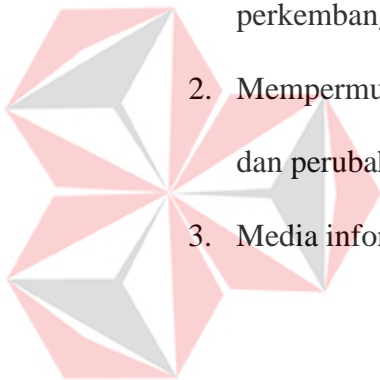 perkembang
2. Mempermu
dan perubal
3. Media infor